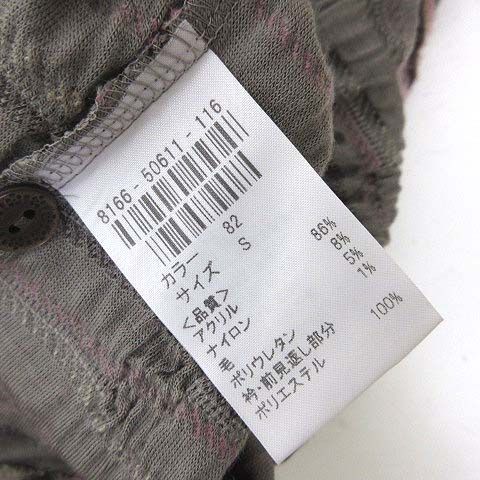 8166-50611-116
カラー 82
サイズ S
<品質>
アクリル 86%
ナイロン 8%
毛 5%
ポリウレタン 1%
衿・前見返し部分
ポリエステル 100%